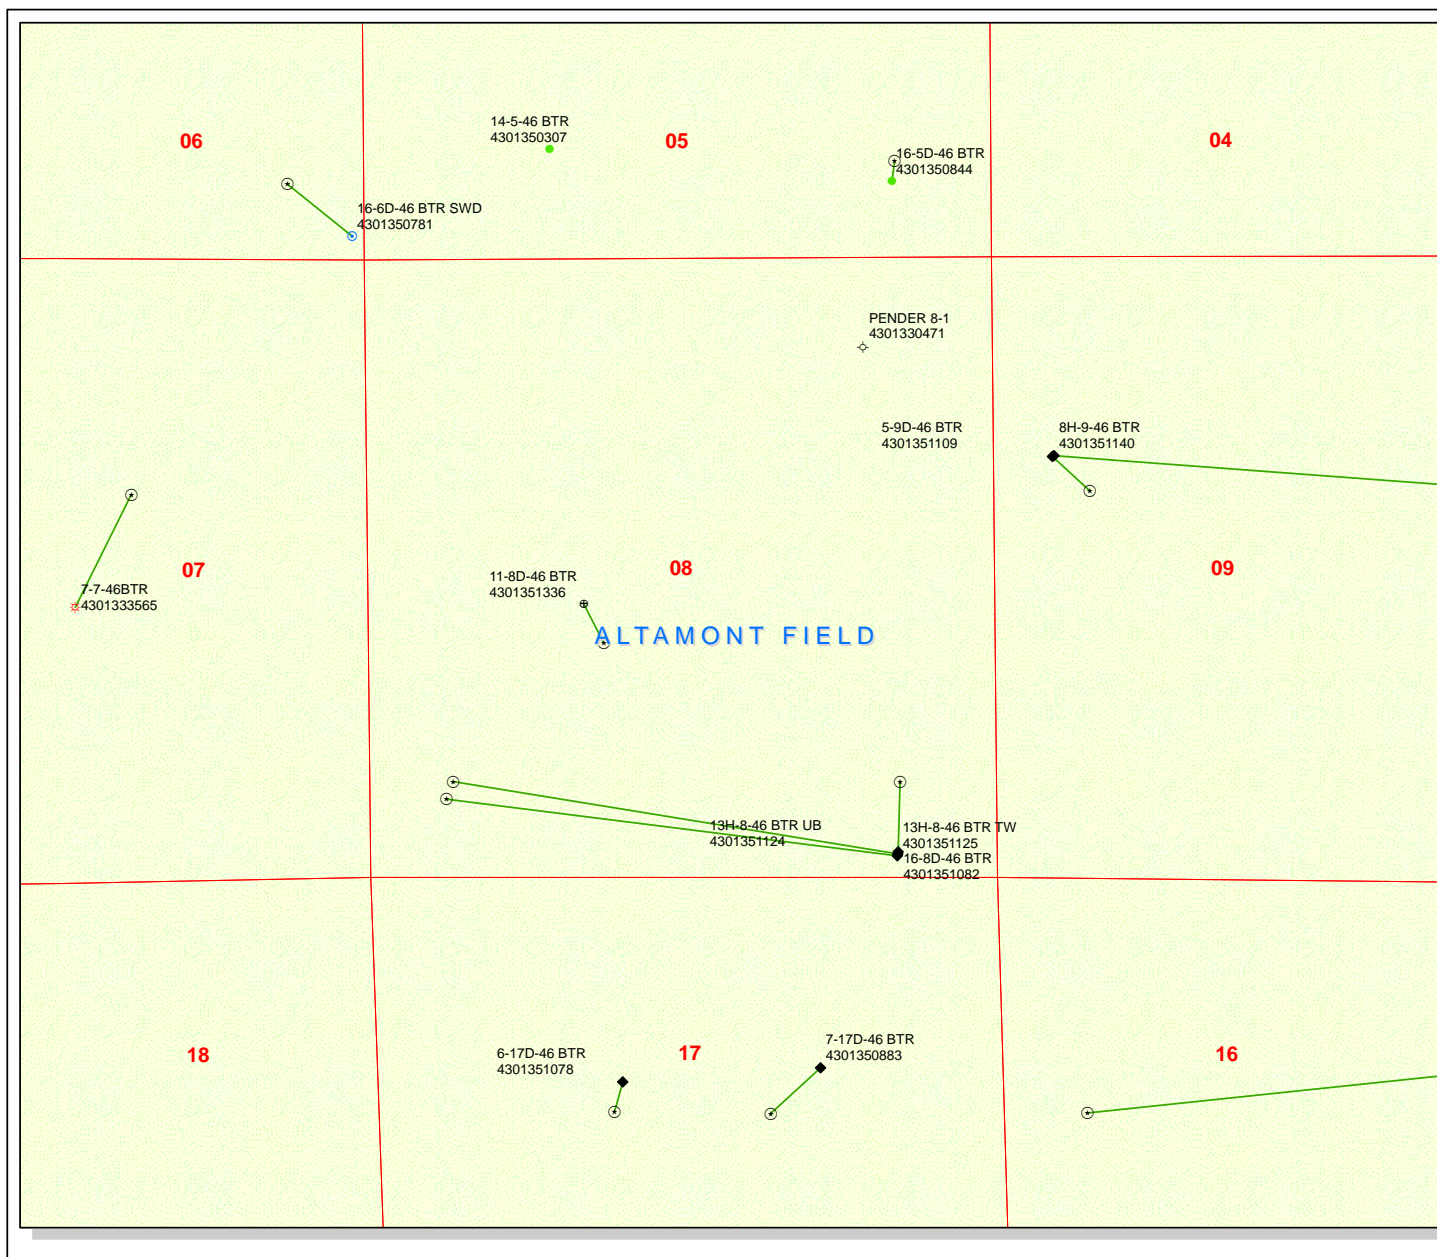 14-5-46 BTR
4301350307
06
05
04
16-5D-46 BTR
4301350844
16-6D-46 BTR SWD
4301350781
PENDER 8-1
4301330471
5-9D-46 BTR
4301351109
8H-9-46 BTR
4301351140
07
7-7-46BTR
4301333565
11-8D-46 BTR
4301351336
08
09
ALTAMONT FIELD
13H-8-46 BTR UB
4301351124
13H-8-46 BTR TW
4301351125
16-8D-46 BTR
4301351082
18
6-17D-46 BTR
4301351078
17
7-17D-46 BTR
4301350883
16